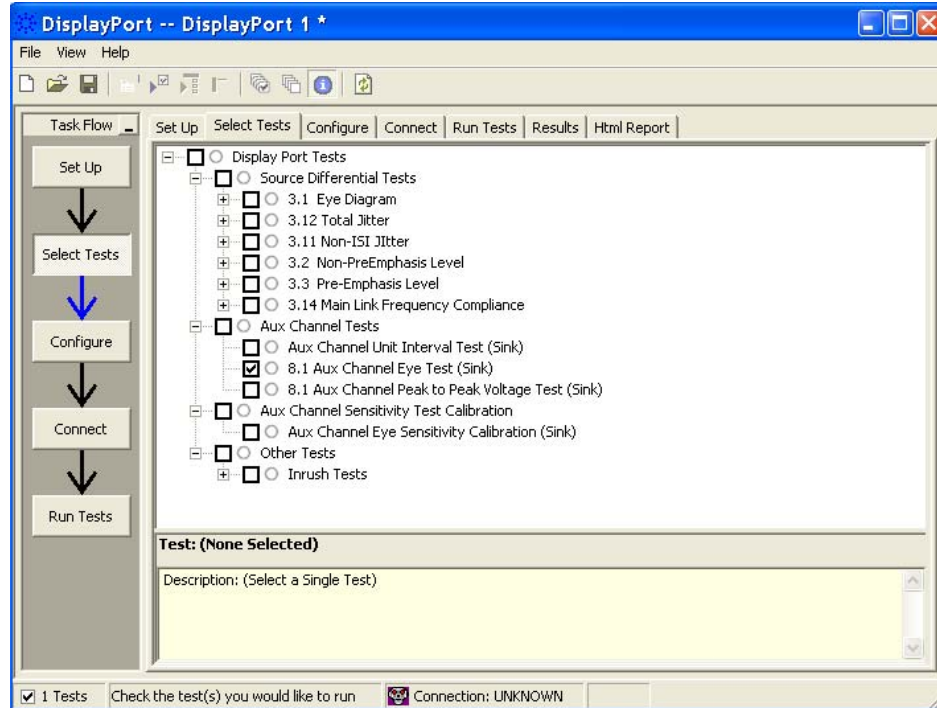 DisplayPort -- DisplayPort 1 *
File View Help
Task Flow
Set Up
Select Tests
Configure
Connect
Run Tests
Set Up Select Tests Configure Connect Run Tests Results Html Report
Display Port Tests
Source Differential Tests
3.1 Eye Diagram
3.12 Total Jitter
3.11 Non-ISI JItter
3.2 Non-PreEmphasis Level
3.3 Pre-Emphasis Level
3.14 Main Link Frequency Compliance
Aux Channel Tests
Aux Channel Unit Interval Test (Sink)
8.1 Aux Channel Eye Test (Sink)
8.1 Aux Channel Peak to Peak Voltage Test (Sink)
Aux Channel Sensitivity Test Calibration
Aux Channel Eye Sensitivity Calibration (Sink)
Other Tests
Inrush Tests
Test: (None Selected)
Description: (Select a Single Test)
1 Tests Check the test(s) you would like to run Connection: UNKNOWN